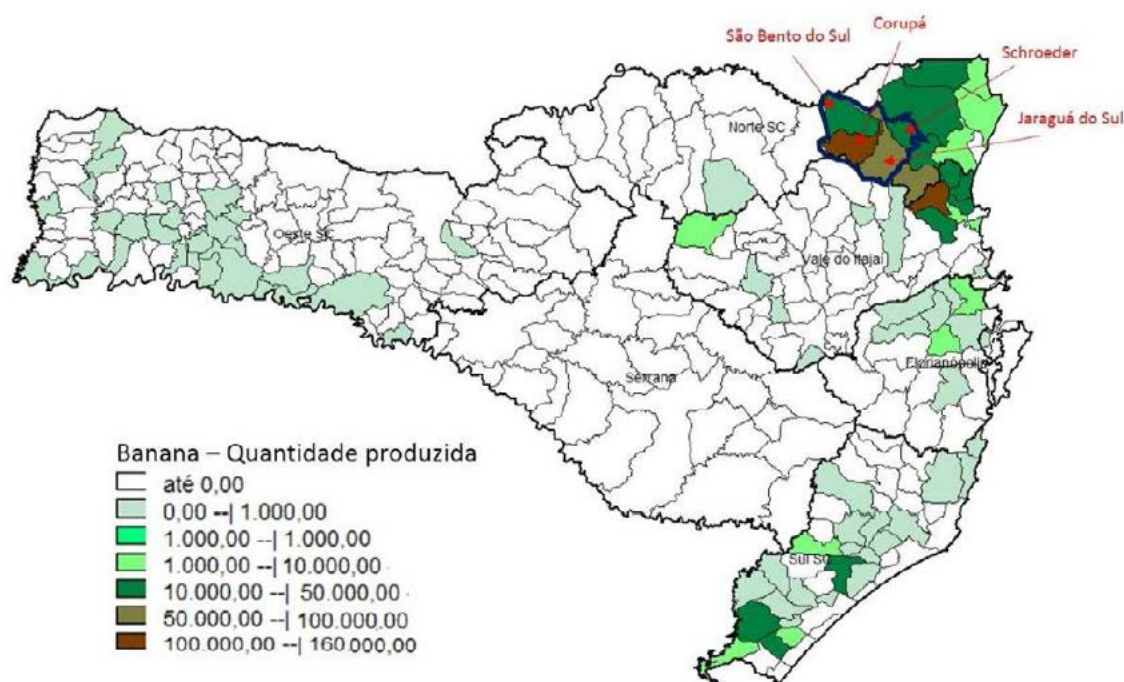 Corupá
São Bento do Sul
Schroeder
Jaraguá do Sul
Norte SC
Oeste SC
Vale do Itajaí
Florianópolis
Serrana
Sul SC
Banana – Quantidade produzida
até 0,00
0,00 --| 1.000,00
1.000,00 --| 1.000,00
1.000,00 --| 10.000,00
10.000,00 --| 50.000,00
50.000,00 --| 100.000,00
100.000,00 --| 160.000,00